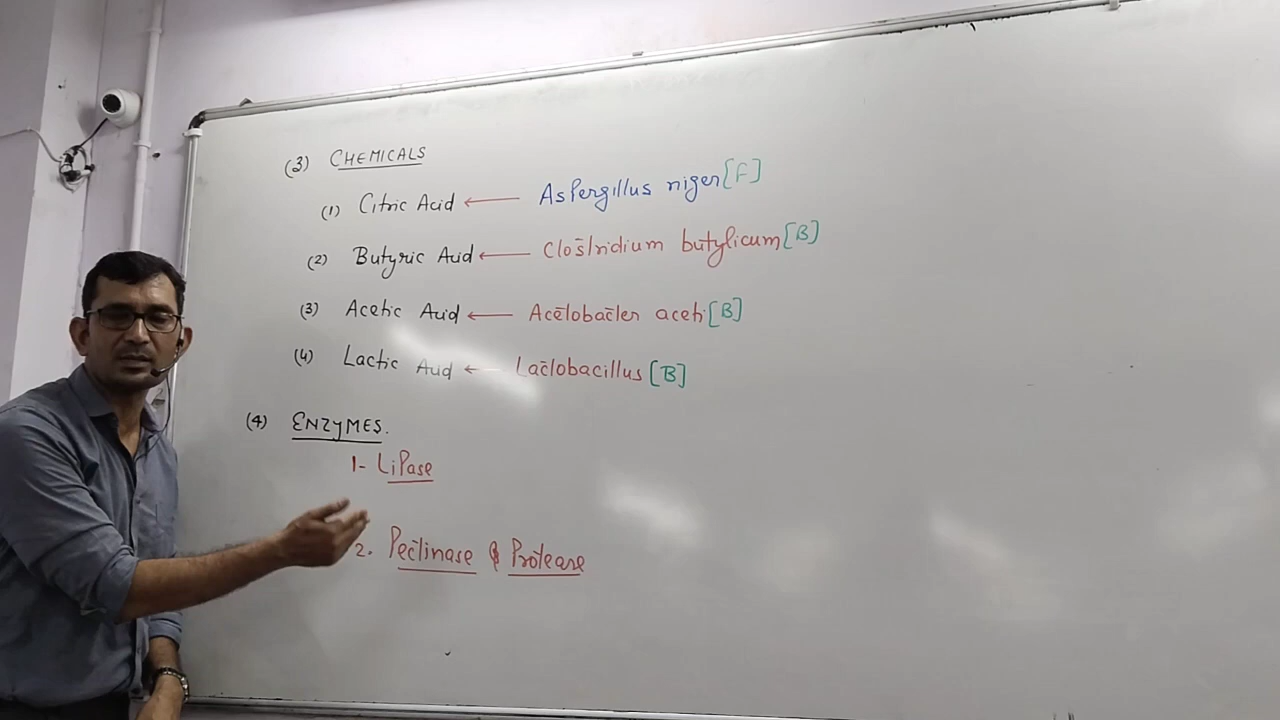 (3) CHEMICALS
(1) Citric Acid ← Aspergillus niger [F]
(2) Butyric Acid ← Clostridium butylicum [B]
(3) Acetic Acid ← Acetobacter aceti [B]
(4) Lactic Acid ← Lactobacillus [B]
(4) ENZYMES.
1- Lipase
2. Pectinase & Protease